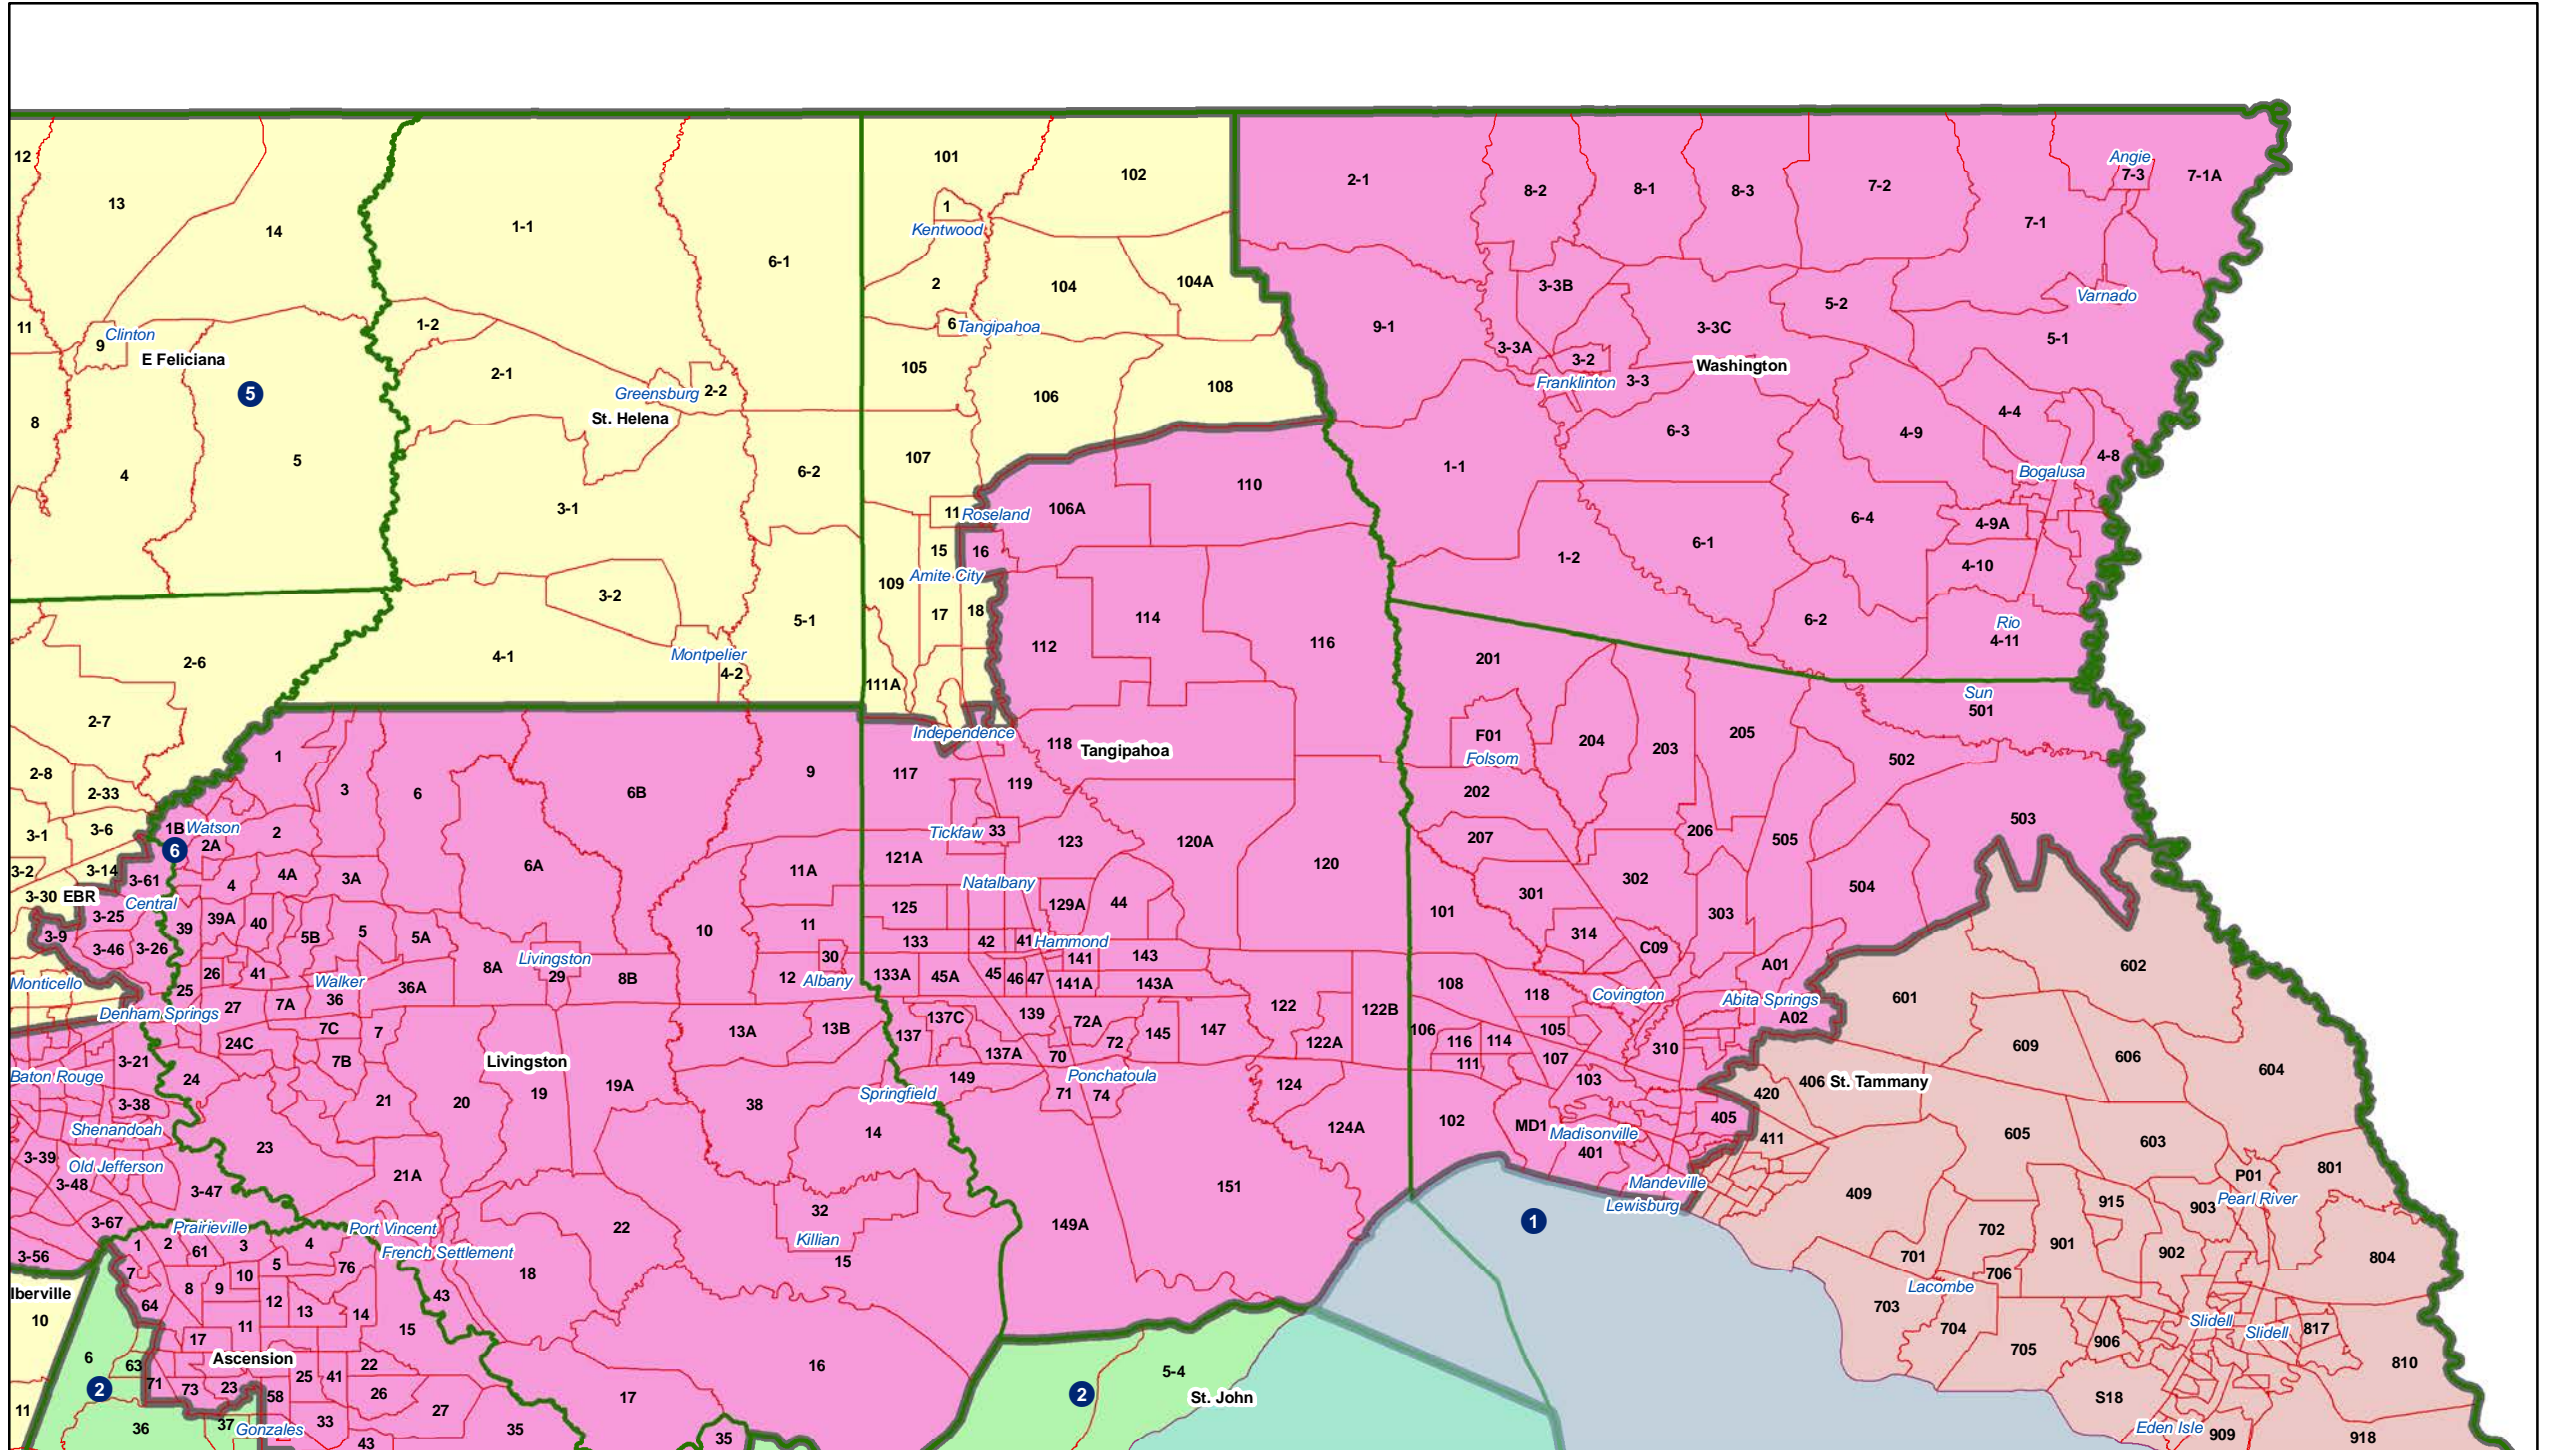 12
13
14
1-1
6-1
101
102
1
Kentwood
2
104
104A
6
Tangipahoa
2-1
8-2
8-1
8-3
7-2
7-1
Angie
7-3
7-1A
Varnado
11
Clinton
9
E Feliciana
5
1-2
2-1
Greensburg
2-2
St. Helena
105
106
108
9-1
3-3B
3-3A
3-2
Franklinton
3-3
3-3C
Washington
5-2
5-1
8
4
5
3-1
6-2
107
11
Roseland
106A
110
1-1
6-3
4-9
4-4
4-8
Bogalusa
6-4
4-9A
15
16
Amite City
109
17
18
114
112
116
1-2
6-1
4-10
6-2
Rio
4-11
3-2
5-1
4-1
Montpelier
4-2
2-6
2-7
111A
Independence
118
Tangipahoa
201
F01
Folsom
204
203
205
502
Sun
501
2-8
2-33
1
3
6
6B
9
117
119
202
503
3-1
3-6
1B
Watson
6
2A
2
6A
Tickfaw
33
121A
123
120A
120
207
206
505
3-2
3-14
3-61
3-30
EBR
Central
3-25
4
4A
3A
11A
Natalbany
129A
44
125
301
302
303
504
101
3-9
3-46
3-26
39
39A
40
5B
5
5A
10
11
133
42
41
Hammond
141
143
314
C09
A01
602
601
Monticello
25
26
41
Walker
36
36A
8A
Livingston
29
8B
30
12
Albany
133A
45A
45
46
47
141A
143A
108
118
Covington
Abita Springs
A02
Denham Springs
27
7A
7C
7
24C
7B
13A
13B
137
137C
139
72A
72
145
147
122
122A
122B
106
116
114
105
111
107
310
609
606
604
Baton Rouge
3-21
24
Livingston
137A
70
Ponchatoula
149
71
74
124
103
420
406
St. Tammany
3-38
Shenandoah
21
20
19
19A
38
Springfield
14
124A
102
MD1
Madisonville
401
405
411
605
603
3-39
Old Jefferson
3-48
3-47
23
21A
151
Mandeville
Lewisburg
409
P01
801
Pearl River
3-67
Prairieville
Port Vincent
French Settlement
22
32
Killian
15
149A
1
702
915
903
901
902
3-56
1
2
61
3
4
5
76
7
8
9
10
12
13
14
64
11
17
43
15
18
701
706
Lacombe
703
704
705
804
Iberville
10
6
63
2
71
73
23
Ascension
25
41
22
26
58
27
16
17
5-4
2
St. John
906
Slidell
Slidell
817
810
11
36
37
Gonzales
33
43
35
35
S18
Eden Isle
909
918